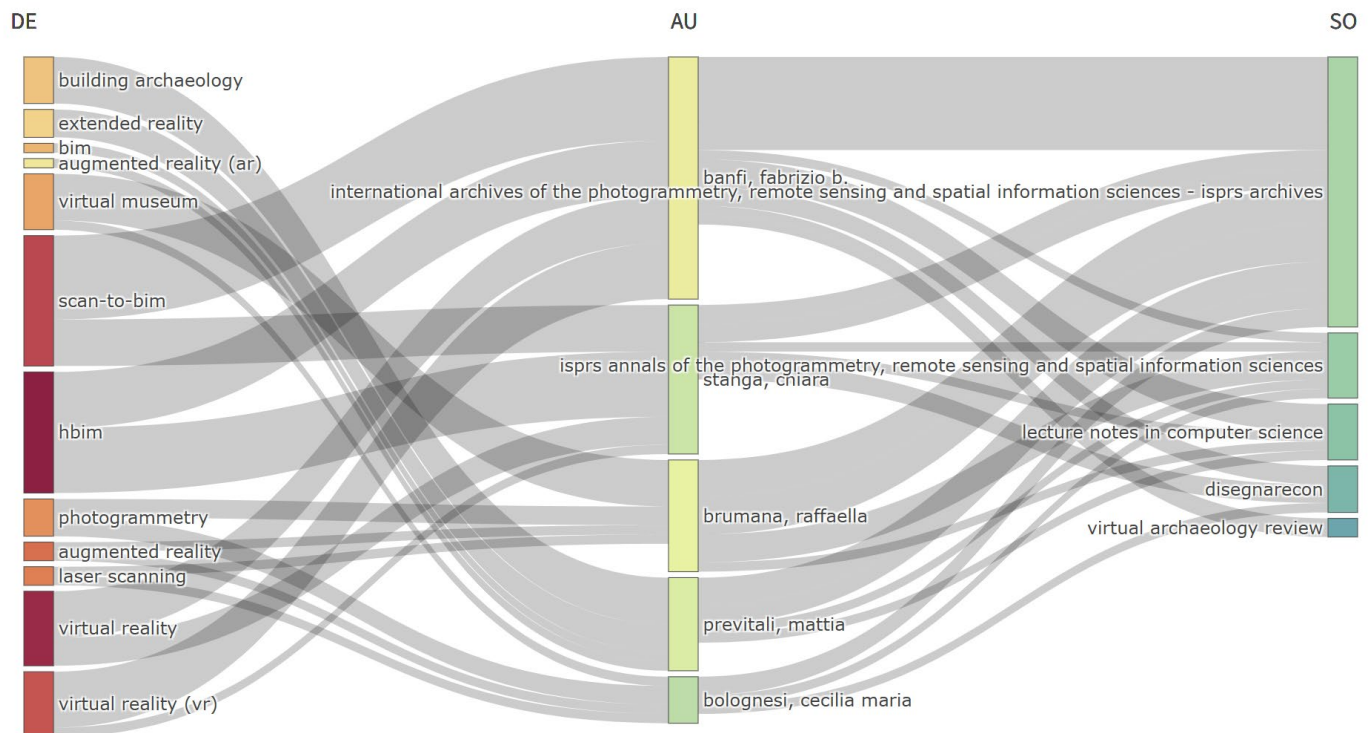 DE
AU
SO
building archaeology
extended reality
bim
augmented reality (ar)
virtual museum
scan-to-bim
hbim
photogrammetry
augmented reality
laser scanning
virtual reality
virtual reality (vr)
banfi, fabrizio b.
stanga, chiara
brumana, raffaella
previtali, mattia
bolognesi, cecilia maria
international archives of the photogrammetry, remote sensing and spatial information sciences - isprs archives
isprs annals of the photogrammetry, remote sensing and spatial information sciences
lecture notes in computer science
disegnarecon
virtual archaeology review